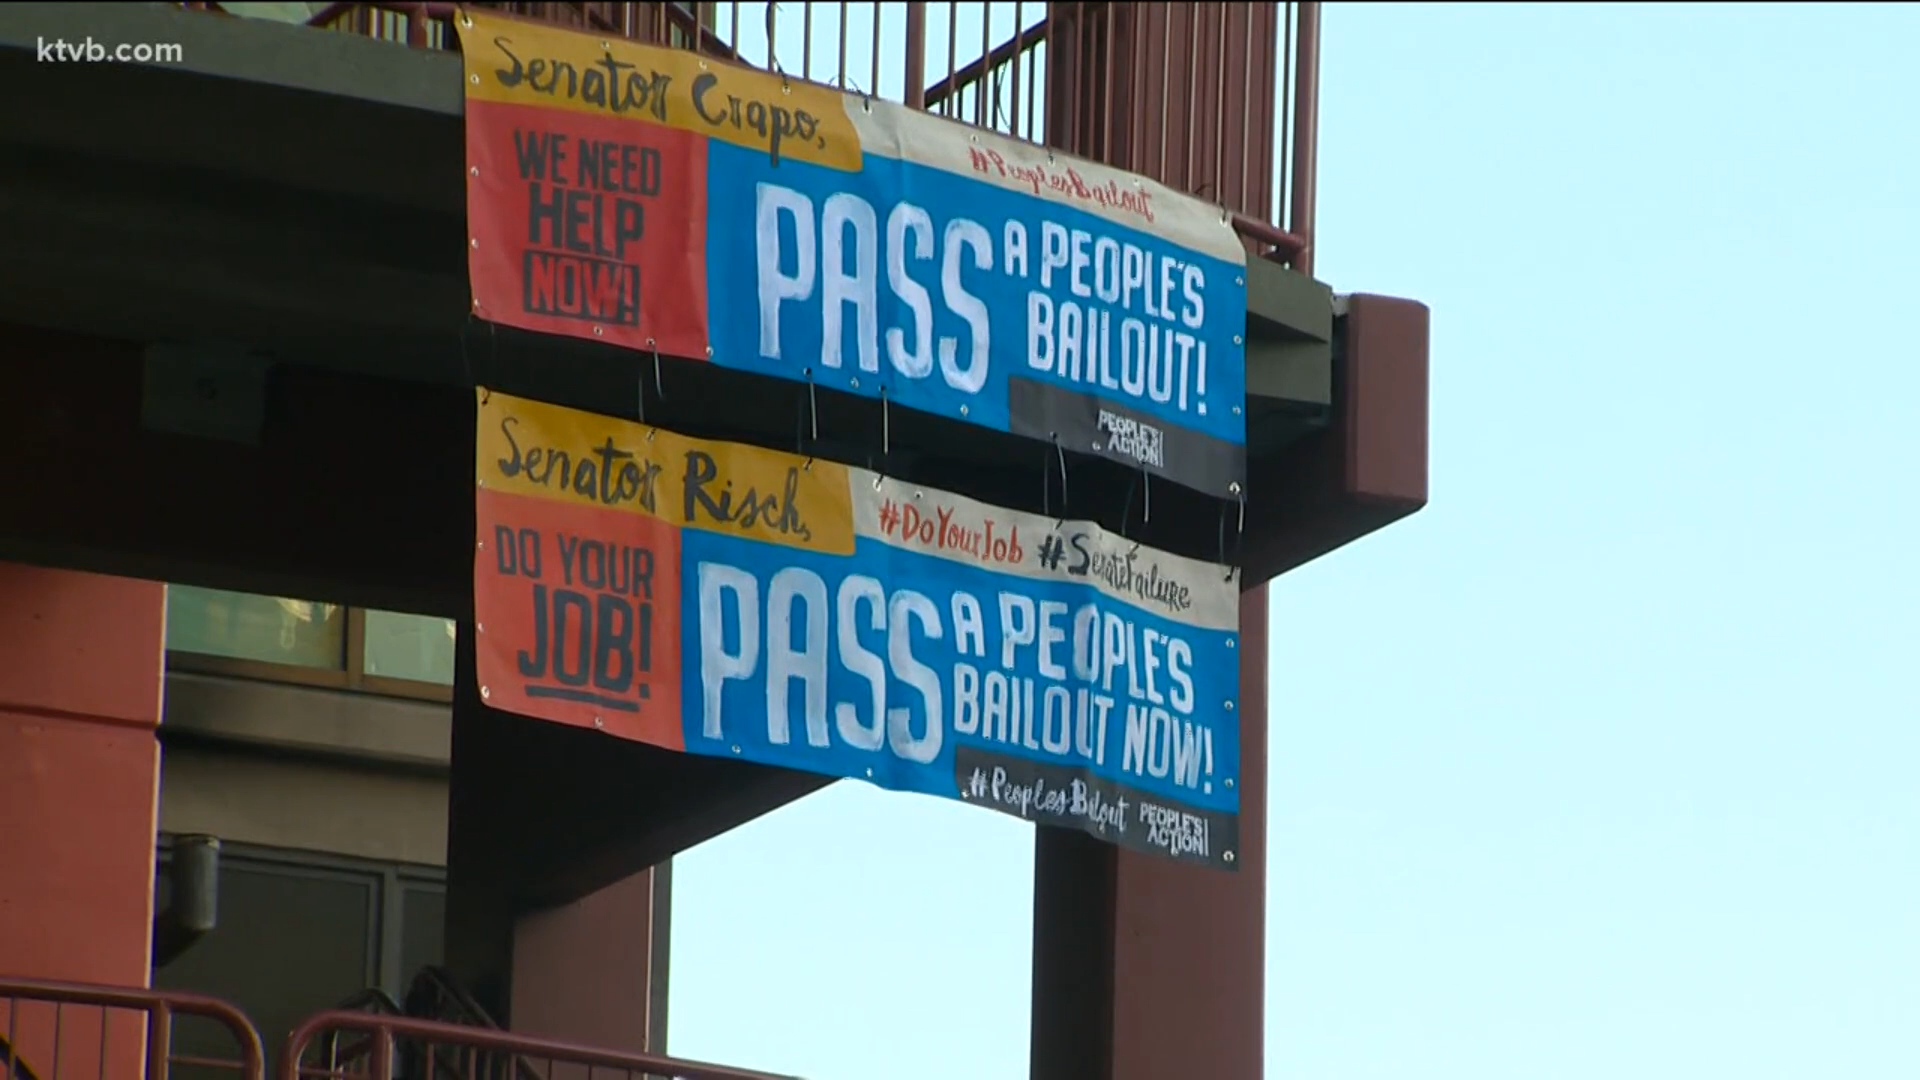 ktvb.com
Senator Crapo,
#PeoplesBailout
WE NEED
HELP
NOW!
PASS
A PEOPLE'S
BAILOUT!
PEOPLE'S
ACTION
Senator Risch,
#DoYourJob #SenateFailure
DO YOUR
JOB!
PASS
A PEOPLE'S
BAILOUT NOW!
#PeoplesBailout
PEOPLE'S
ACTION